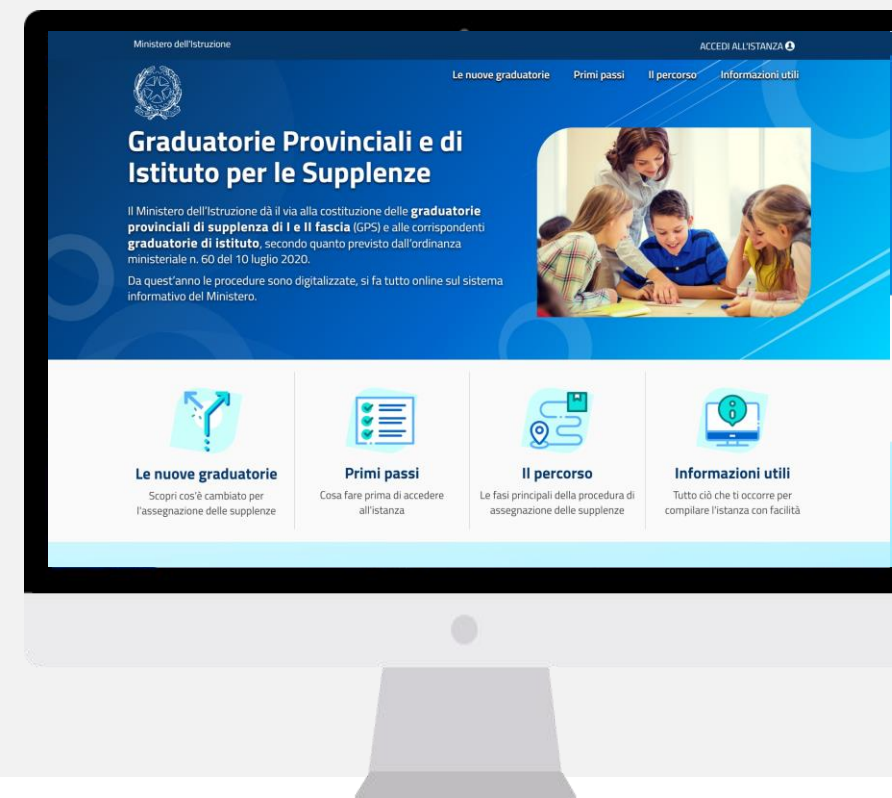 Ministero dell'Istruzione
ACCEDI ALL'ISTANZA
Le nuove graduatorie Primi passi Il percorso Informazioni utili
Graduatorie Provinciali e di
Istituto per le Supplenze
Il Ministero dell'Istruzione dà il via alla costituzione delle graduatorie
provinciali di supplenza di I e II fascia (GPS) e alle corrispondenti
graduatorie di istituto, secondo quanto previsto dall'ordinanza
ministeriale n. 60 del 10 luglio 2020.
Da quest'anno le procedure sono digitalizzate, si fa tutto online sul sistema
informativo del Ministero.
Le nuove graduatorie
Scopri cos'è cambiato per
l'assegnazione delle supplenze
Primi passi
Cosa fare prima di accedere
all'istanza
Il percorso
Le fasi principali della procedura di
assegnazione delle supplenze
Informazioni utili
Tutto ciò che ti occorre per
compilare l'istanza con facilità